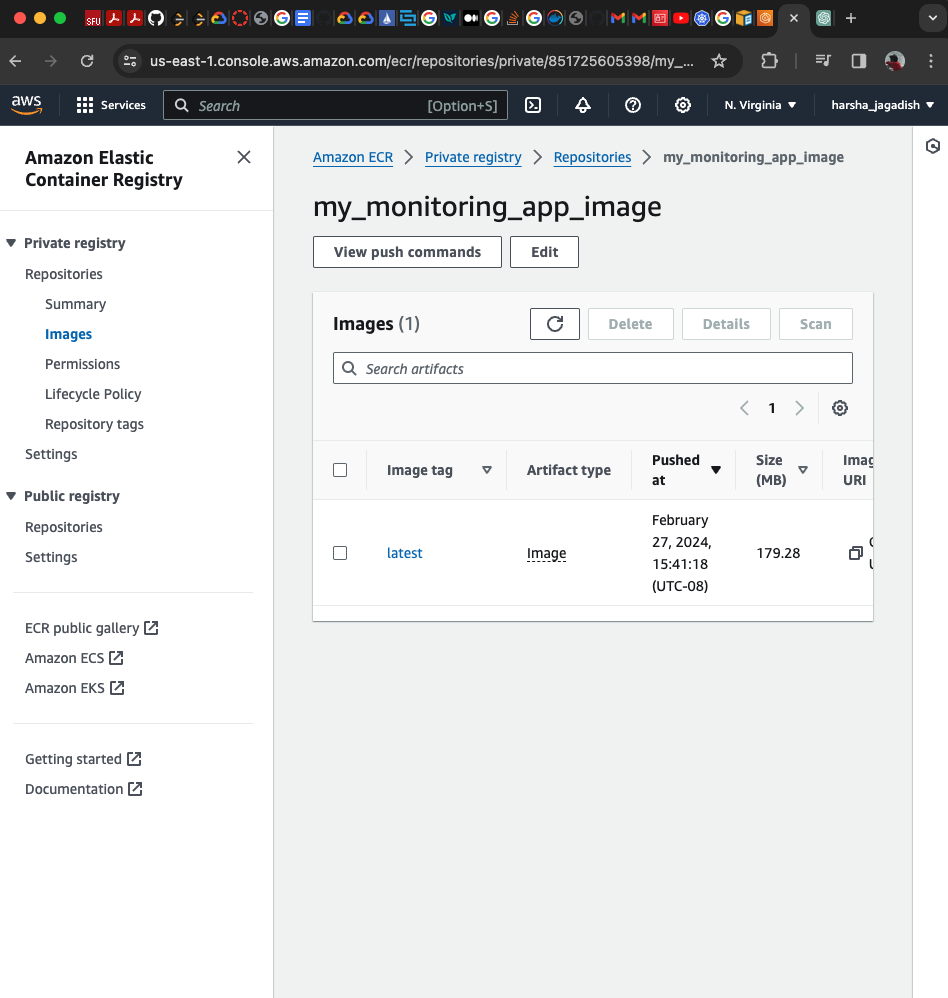 SFU
us-east-1.console.aws.amazon.com/ecr/repositories/private/851725605398/my_...
aws
Services
Search
[Option+S]
N. Virginia
harsha_jagadish
Amazon Elastic
Container Registry
Private registry
Repositories
Summary
Images
Permissions
Lifecycle Policy
Repository tags
Settings
Public registry
Repositories
Settings
ECR public gallery
Amazon ECS
Amazon EKS
Getting started
Documentation
Amazon ECR
Private registry
Repositories
my_monitoring_app_image
my_monitoring_app_image
View push commands
Edit
Images (1)
Delete
Details
Scan
Search artifacts
1
Image tag
Artifact type
Pushed
at
Size
(MB)
URI
latest
Image
February
27, 2024,
15:41:18
(UTC-08)
179.28